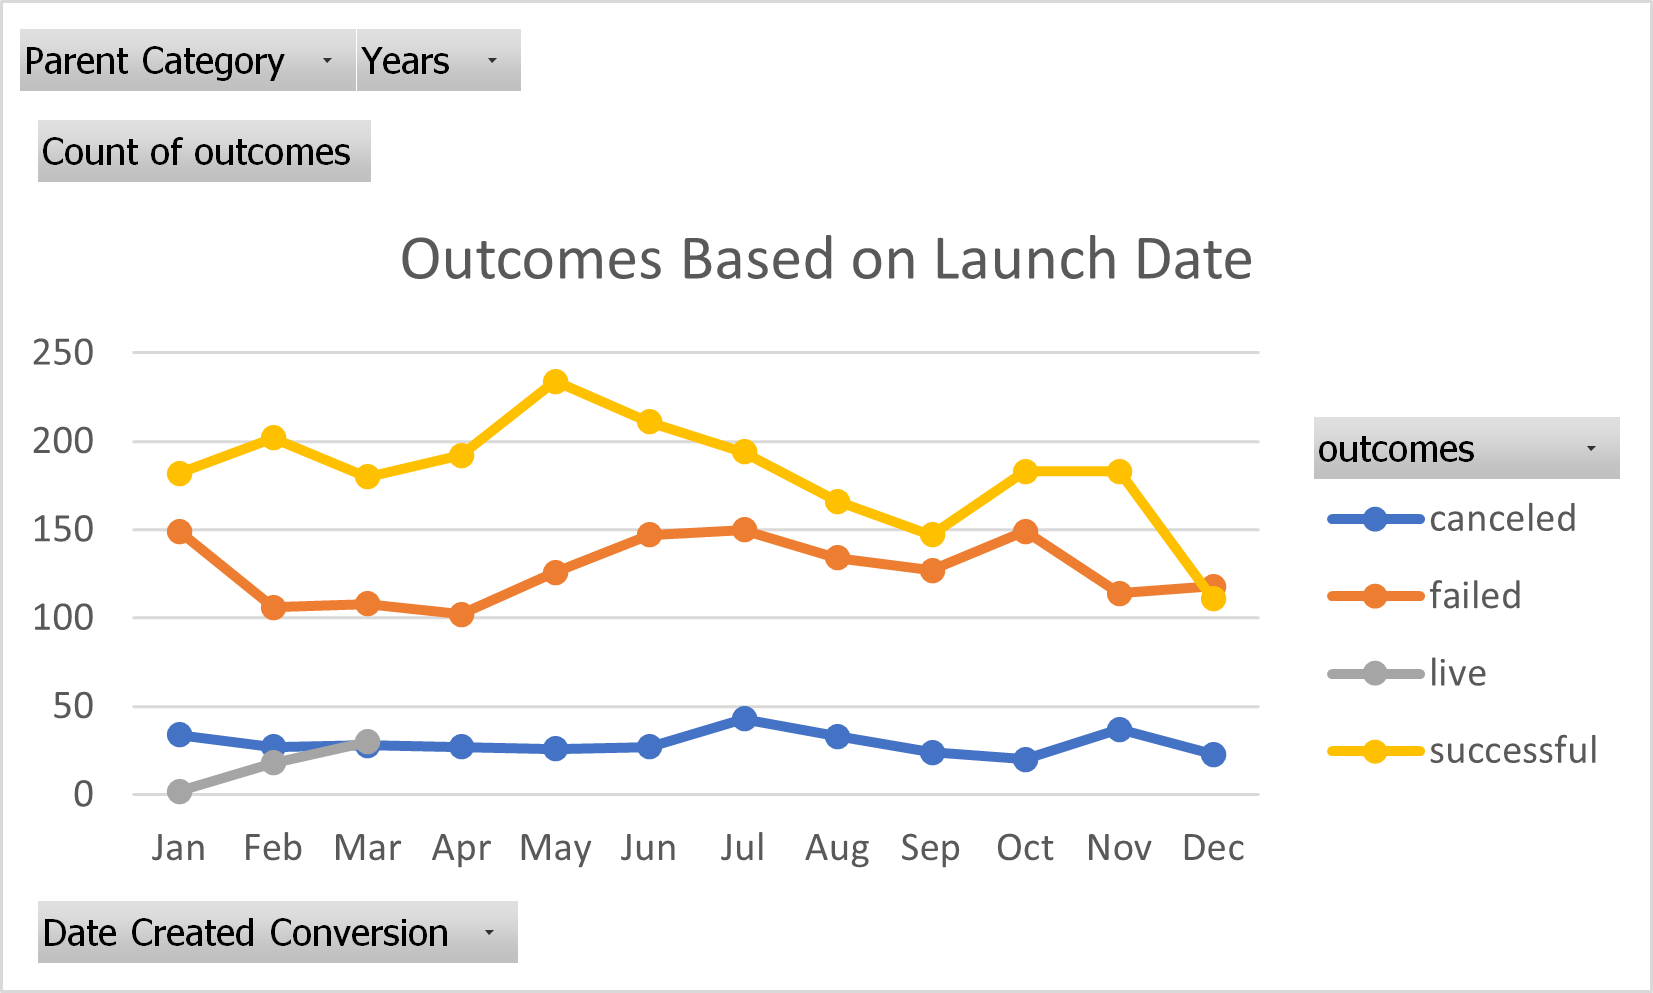 Parent Category Years
Count of outcomes
Outcomes Based on Launch Date
250
200
150
100
50
0
Jan Feb Mar Apr May Jun Jul Aug Sep Oct Nov Dec
outcomes
canceled
failed
live
successful
Date Created Conversion